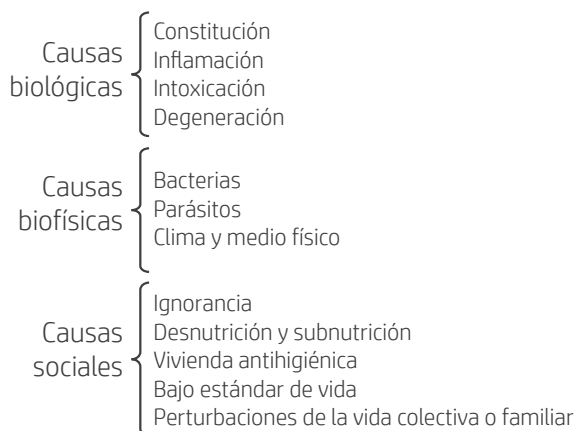 Causas
biológicas
Constitución
Inflamación
Intoxicación
Degeneración
Causas
biofísicas
Bacterias
Parásitos
Clima y medio físico
Causas
sociales
Ignorancia
Desnutrición y subnutrición
Vivienda antihigiénica
Bajo estándar de vida
Perturbaciones de la vida colectiva o familiar